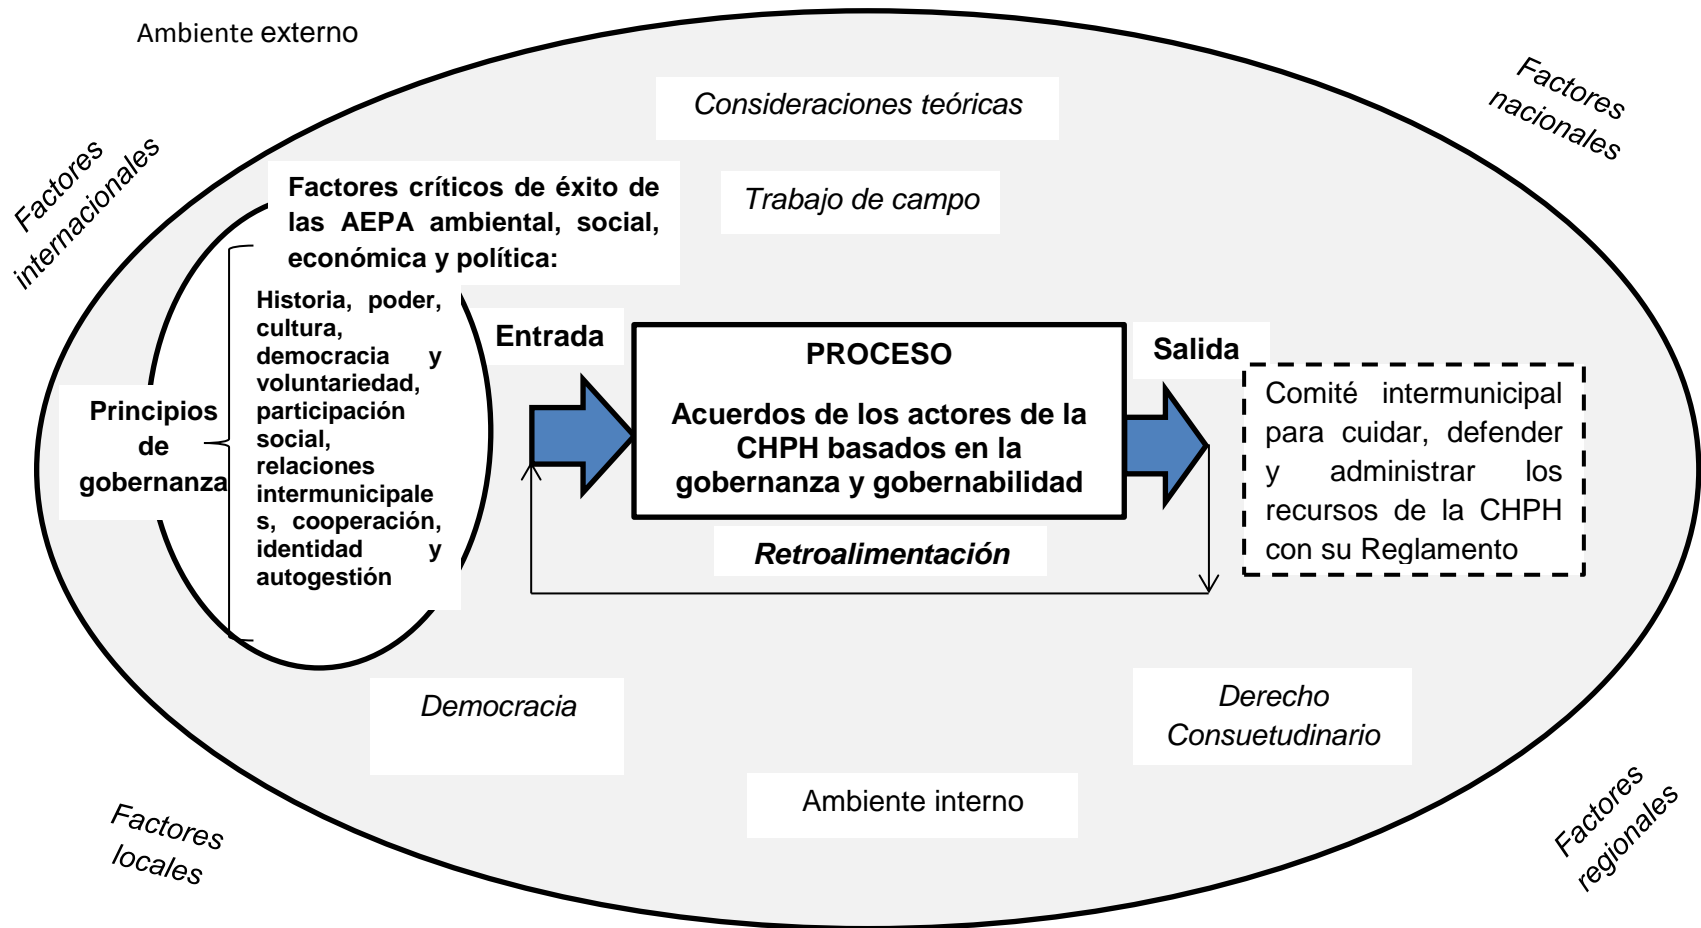 Ambiente externo
Factores
internacionales
Factores
nacionales
Consideraciones teóricas
Trabajo de campo
Factores críticos de éxito de
las AEPA ambiental, social,
económica y política:
Historia, poder,
cultura,
democracia y
voluntariedad,
participación
social,
relaciones
intermunicipale
s, cooperación,
identidad y
autogestión
Principios
de
gobernanza
Entrada
PROCESO
Acuerdos de los actores de la
CHPH basados en la
gobernanza y gobernabilidad
Salida
Comité intermunicipal
para cuidar, defender
y administrar los
recursos de la CHPH
con su Reglamento
Retroalimentación
Democracia
Derecho
Consuetudinario
Ambiente interno
Factores
locales
Factores
regionales